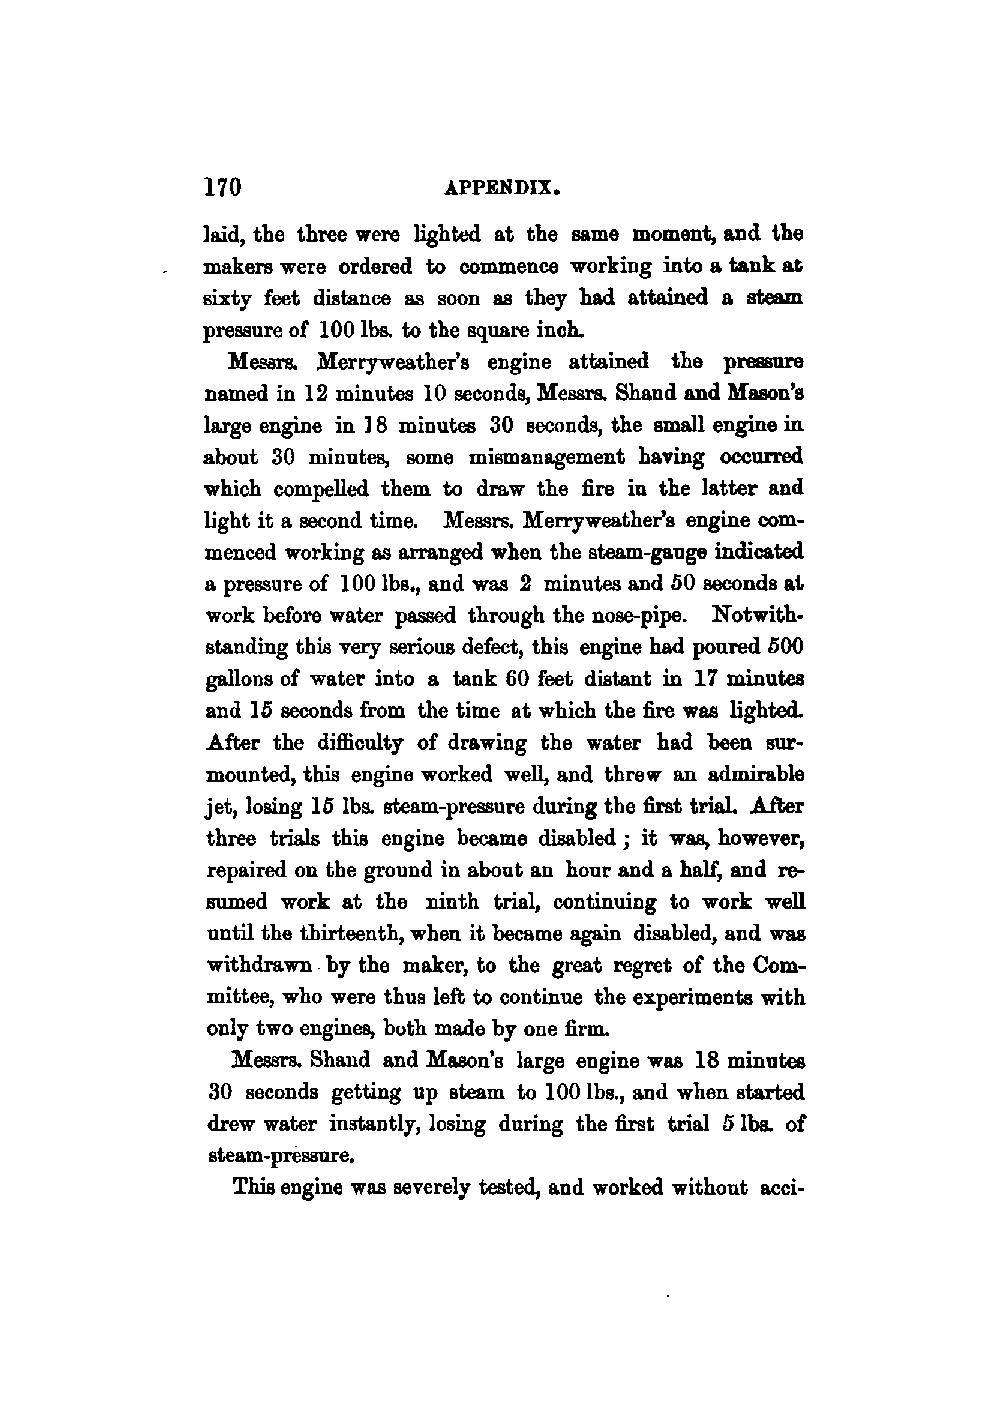 170 APPENDIX.
laid, the three were lighted at the same moment, and the
makers were ordered to commence working into a tank at
sixty feet distance as soon as they had attained a steam
pressure of 100 lbs. to the square inch.
Messrs. Merryweather's engine attained the pressure
named in 12 minutes 10 seconds, Messrs. Shand and Mason's
large engine in 18 minutes 30 seconds, the small engine in
about 30 minutes, some mismanagement having occurred
which compelled them to draw the fire in the latter and
light it a second time. Messrs. Merryweather's engine com-
menced working as arranged when the steam-gauge indicated
a pressure of 100 lbs., and was 2 minutes and 50 seconds at
work before water passed through the nose-pipe. Notwith-
standing this very serious defect, this engine had poured 500
gallons of water into a tank 60 feet distant in 17 minutes
and 15 seconds from the time at which the fire was lighted.
After the difficulty of drawing the water had been sur-
mounted, this engine worked well, and threw an admirable
jet, losing 15 lbs. steam-pressure during the first trial. After
three trials this engine became disabled; it was, however,
repaired on the ground in about an hour and a half, and re-
sumed work at the ninth trial, continuing to work well
until the thirteenth, when it became again disabled, and was
withdrawn by the maker, to the great regret of the Com-
mittee, who were thus left to continue the experiments with
only two engines, both made by one firm.
Messrs. Shand and Mason's large engine was 18 minutes
30 seconds getting up steam to 100 lbs., and when started
drew water instantly, losing during the first trial 5 lbs. of
steam-pressure.
This engine was severely tested, and worked without acci-